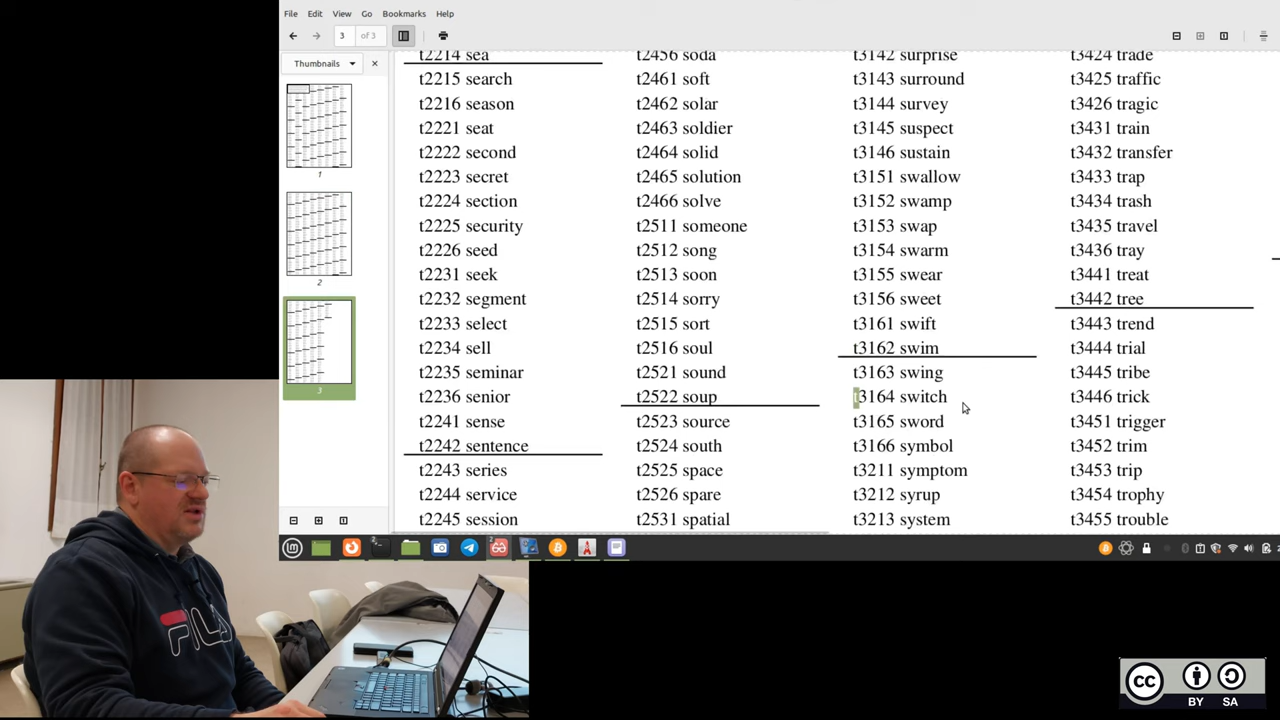 File Edit View Go Bookmarks Help
3 of 3
Thumbnails
1
2
3
t2214 sea
t2215 search
t2216 season
t2221 seat
t2222 second
t2223 secret
t2224 section
t2225 security
t2226 seed
t2231 seek
t2232 segment
t2233 select
t2234 sell
t2235 seminar
t2236 senior
t2241 sense
t2242 sentence
t2243 series
t2244 service
t2245 session
t2456 soda
t2461 soft
t2462 solar
t2463 soldier
t2464 solid
t2465 solution
t2466 solve
t2511 someone
t2512 song
t2513 soon
t2514 sorry
t2515 sort
t2516 soul
t2521 sound
t2522 soup
t2523 source
t2524 south
t2525 space
t2526 spare
t2531 spatial
t3142 surprise
t3143 surround
t3144 survey
t3145 suspect
t3146 sustain
t3151 swallow
t3152 swamp
t3153 swap
t3154 swarm
t3155 swear
t3156 sweet
t3161 swift
t3162 swim
t3163 swing
t3164 switch
t3165 sword
t3166 symbol
t3211 symptom
t3212 syrup
t3213 system
t3424 trade
t3425 traffic
t3426 tragic
t3431 train
t3432 transfer
t3433 trap
t3434 trash
t3435 travel
t3436 tray
t3441 treat
t3442 tree
t3443 trend
t3444 trial
t3445 tribe
t3446 trick
t3451 trigger
t3452 trim
t3453 trip
t3454 trophy
t3455 trouble
FILA
CC
BY SA